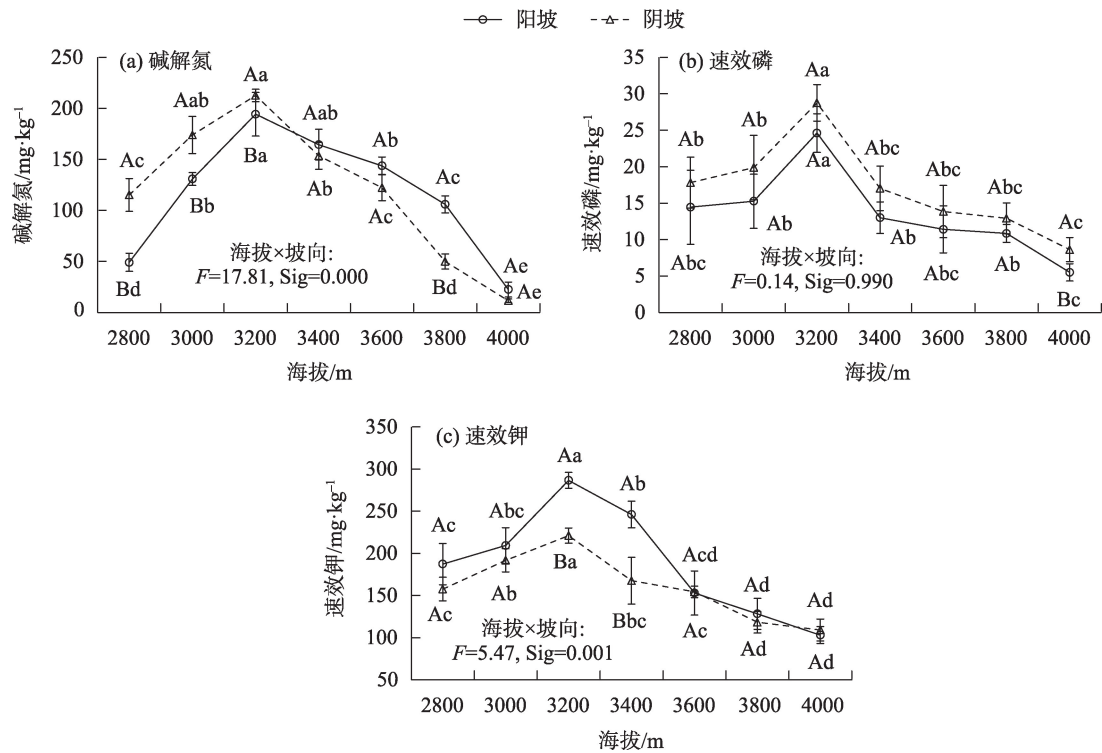 阳坡 阴坡
(a) 碱解氮
碱解氮/mg·kg⁻¹
250
200
150
100
50
0
Ac Aab Aa Aab Ab Ac Ae
Bd Bb Ba Ab Ac Bd Ae
海拔×坡向:
F=17.81, Sig=0.000
2800 3000 3200 3400 3600 3800 4000
海拔/m
(b) 速效磷
速效磷/mg·kg⁻¹
35
30
25
20
15
10
5
0
Ab Ab Aa Abc Abc Abc Ac
Abc Ab Aa Ab Abc Ab Bc
海拔×坡向:
F=0.14, Sig=0.990
2800 3000 3200 3400 3600 3800 4000
海拔/m
(c) 速效钾
速效钾/mg·kg⁻¹
350
300
250
200
150
100
50
Ac Abc Aa Ab Acd Ad Ad
Ac Ab Ba Bbc Ac Ad Ad
海拔×坡向:
F=5.47, Sig=0.001
2800 3000 3200 3400 3600 3800 4000
海拔/m